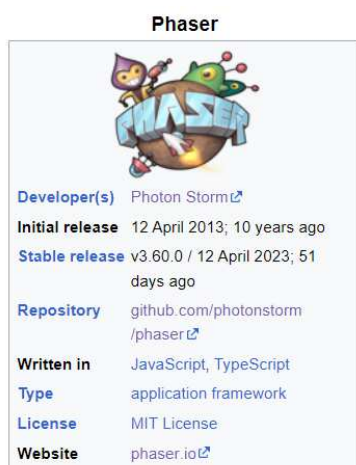 Phaser
PHASER
Developer(s) Photon Storm
Initial release 12 April 2013; 10 years ago
Stable release v3.60.0 / 12 April 2023; 51
days ago
Repository github.com/photonstorm
/phaser
Written in JavaScript, TypeScript
Type application framework
License MIT License
Website phaser.io